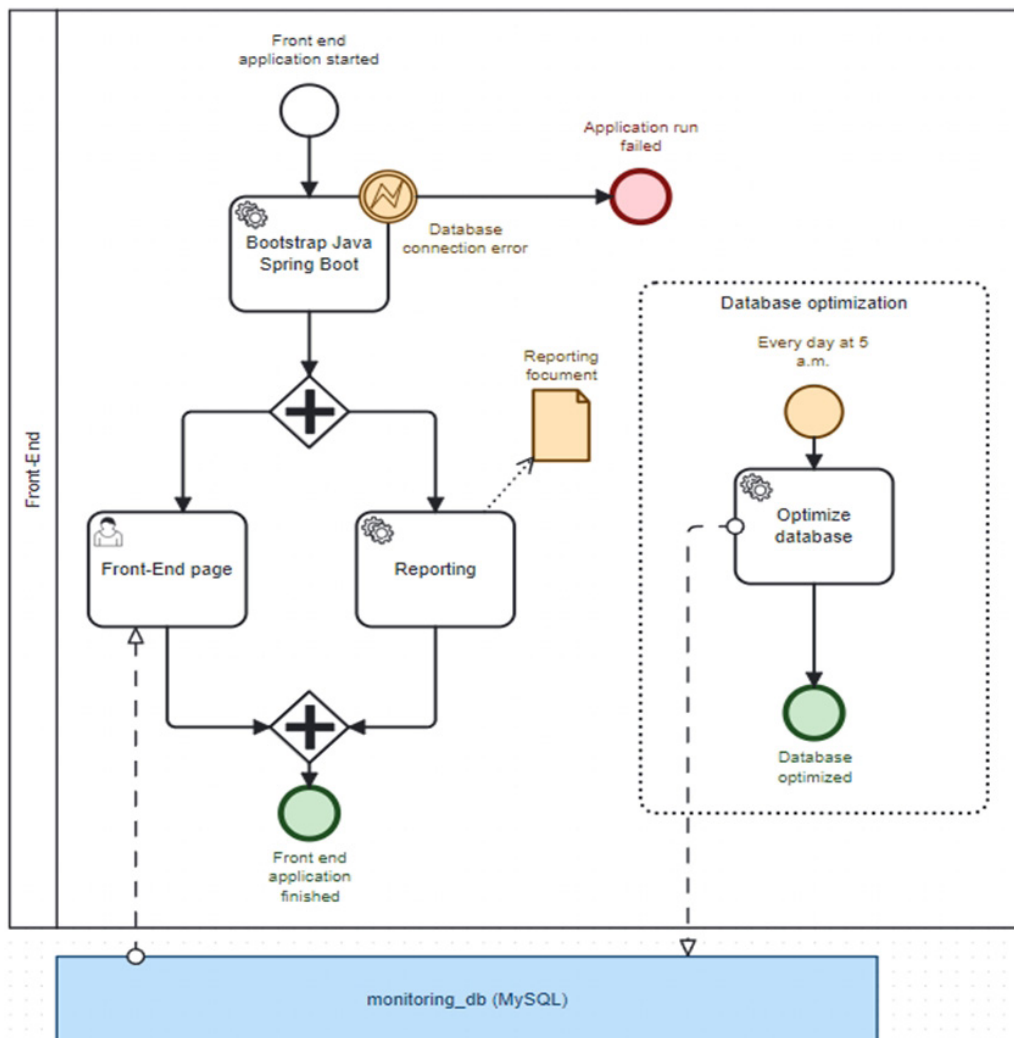 Front end
application started
Application run
failed
Database
connection error
Bootstrap Java
Spring Boot
Database optimization
Every day at 5
a.m.
Reporting
focument
Front-End
Front-End page
Reporting
Optimize
database
Database
optimized
Front end
application
finished
monitoring_db (MySQL)